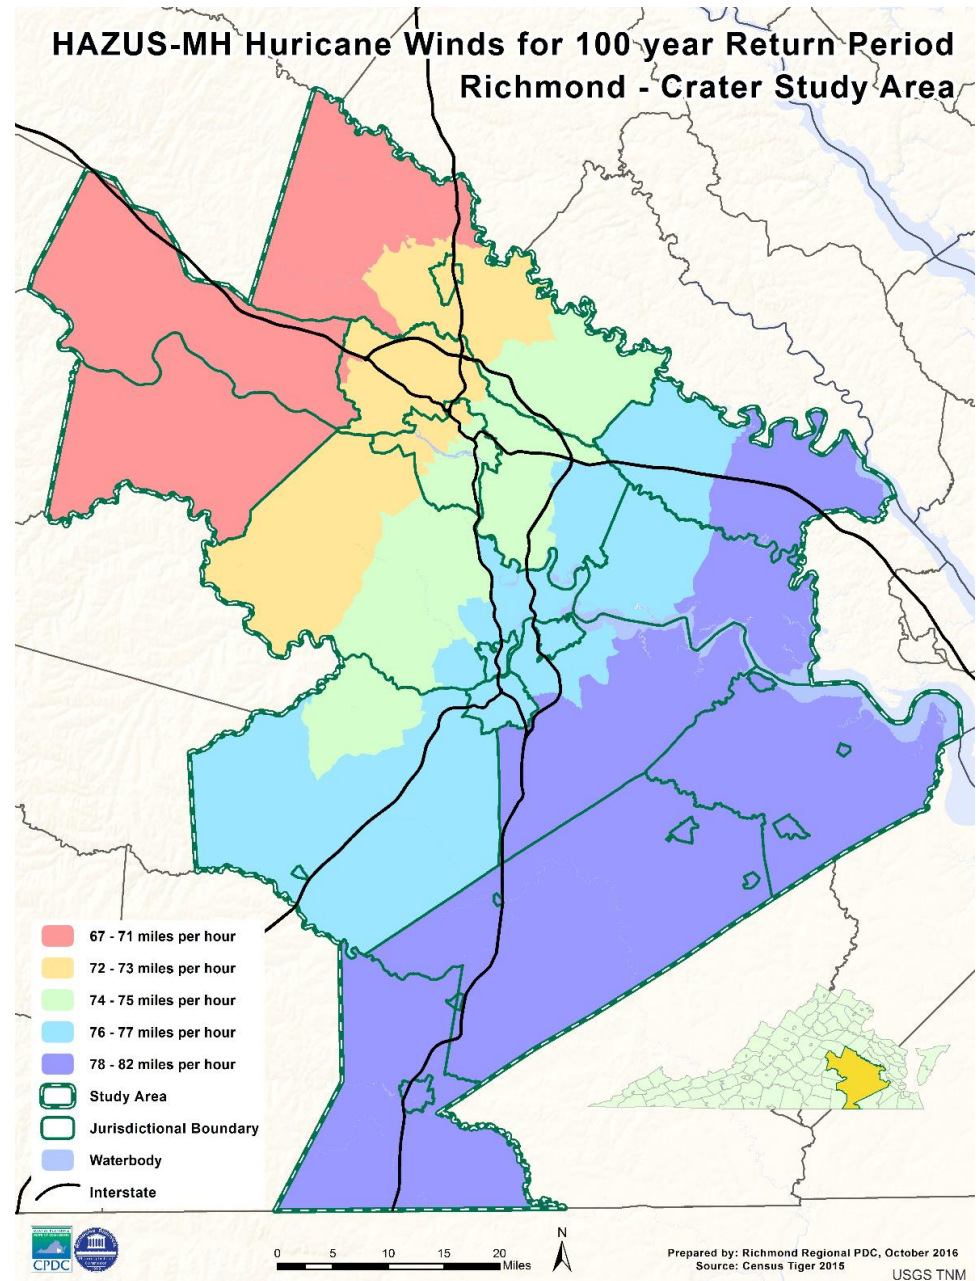 HAZUS-MH Huricane Winds for 100 year Return Period
Richmond - Crater Study Area
67 - 71 miles per hour
72 - 73 miles per hour
74 - 75 miles per hour
76 - 77 miles per hour
78 - 82 miles per hour
Study Area
Jurisdictional Boundary
Waterbody
Interstate
CPDC
0 5 10 15 20
Miles
N
Prepared by: Richmond Regional PDC, October 2016
Source: Census Tiger 2015
USGS TNM